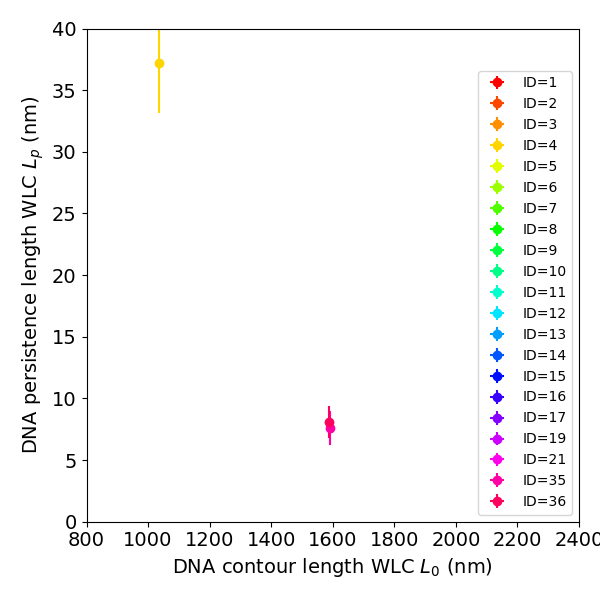 40
35
30
25
20
15
10
5
0
DNA persistence length WLC $L_p$ (nm)
800 1000 1200 1400 1600 1800 2000 2200 2400
DNA contour length WLC $L_0$ (nm)
ID=1
ID=2
ID=3
ID=4
ID=5
ID=6
ID=7
ID=8
ID=9
ID=10
ID=11
ID=12
ID=13
ID=14
ID=15
ID=16
ID=17
ID=19
ID=21
ID=35
ID=36